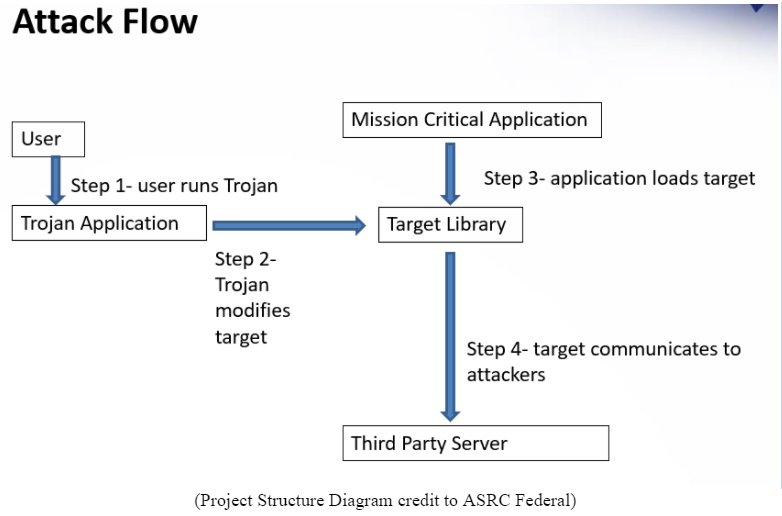 Attack Flow
User
Mission Critical Application
Step 1- user runs Trojan
Step 3- application loads target
Trojan Application
Target Library
Step 2-
Trojan
modifies
target
Step 4- target communicates to
attackers
Third Party Server
(Project Structure Diagram credit to ASRC Federal)